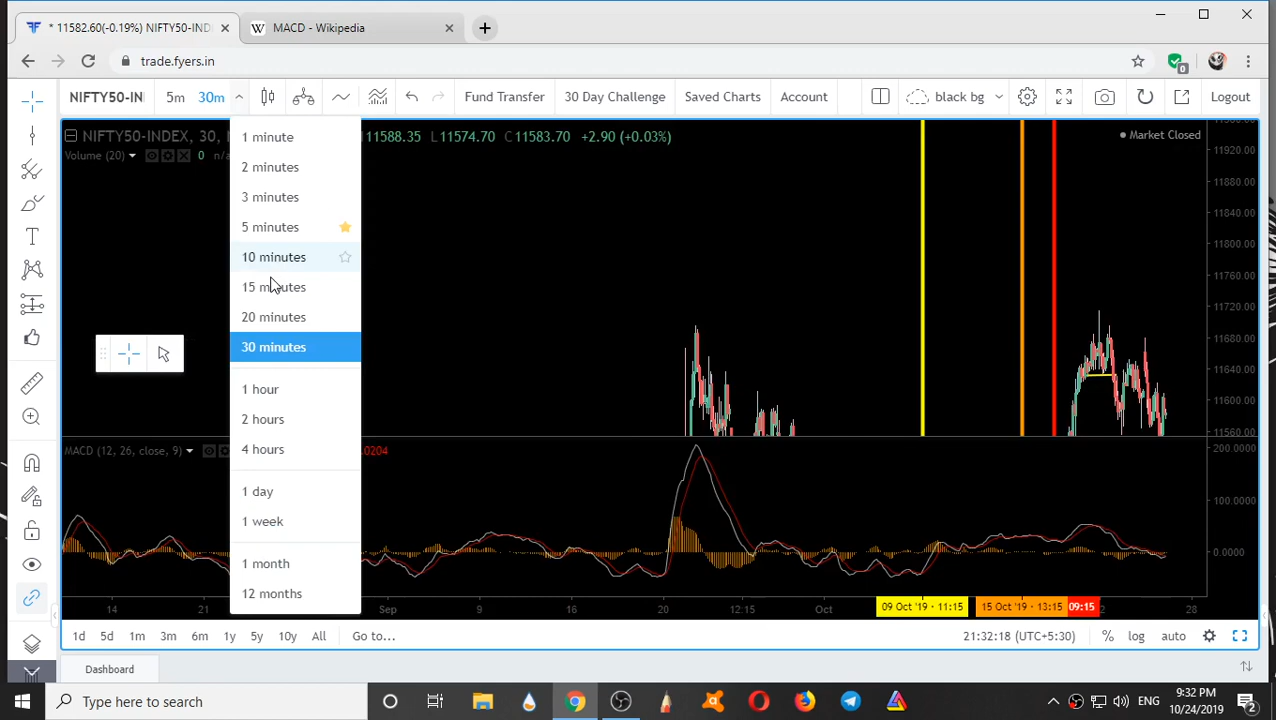 * 11582.60(-0.19%) NIFTY50-IND
MACD - Wikipedia
trade.fyers.in
0
NIFTY50-IN
5m
30m
Fund Transfer
30 Day Challenge
Saved Charts
Account
black bg
Logout
NIFTY50-INDEX, 30, N
11588.35 L11574.70 C11583.70 +2.90 (+0.03%)
Market Closed
Volume (20)
0
n/a
1 minute
2 minutes
3 minutes
5 minutes
10 minutes
15 minutes
20 minutes
30 minutes
1 hour
2 hours
4 hours
1 day
1 week
1 month
12 months
11920.00
11880.00
11840.00
11800.00
11760.00
11720.00
11680.00
11640.00
11600.00
11560.00
MACD (12, 26, close, 9)
.0204
200.0000
100.0000
0.0000
14
21
Sep
9
16
20
12:15
Oct
09 Oct '19 - 11:15
15 Oct '19 - 13:15
09:15
2
28
1d 5d 1m 3m 6m 1y 5y 10y All Go to...
21:32:18 (UTC+5:30)
% log auto
Dashboard
Type here to search
ENG
9:32 PM
10/24/2019
2